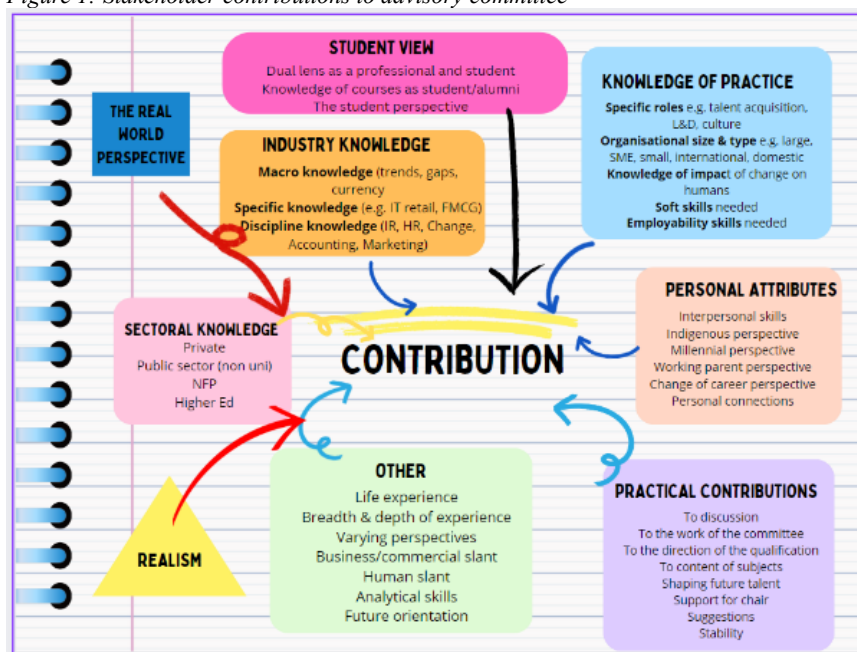 Figure 1: Stakeholder contributions to advisory committee
STUDENT VIEW
Dual lens as a professional and student
Knowledge of courses as student/alumni
The student perspective
KNOWLEDGE OF PRACTICE
Specific roles e.g. talent acquisition,
L&D, culture
Organisational size & type e.g. large,
SME, small, international, domestic
Knowledge of impact of change on
humans
Soft skills needed
Employability skills needed
THE REAL
WORLD
PERSPECTIVE
INDUSTRY KNOWLEDGE
Macro knowledge (trends, gaps,
currency
Specific knowledge (e.g. IT retail, FMCG)
Discipline knowledge (IR, HR, Change,
Accounting, Marketing)
PERSONAL ATTRIBUTES
Interpersonal skills
Indigenous perspective
Millennial perspective
Working parent perspective
Change of career perspective
Personal connections
SECTORAL KNOWLEDGE
Private
Public sector (non uni)
NFP
Higher Ed
CONTRIBUTION
OTHER
Life experience
Breadth & depth of experience
Varying perspectives
Business/commercial slant
Human slant
Analytical skills
Future orientation
PRACTICAL CONTRIBUTIONS
To discussion
To the work of the committee
To the direction of the qualification
To content of subjects
Shaping future talent
Support for chair
Suggestions
Stability
REALISM